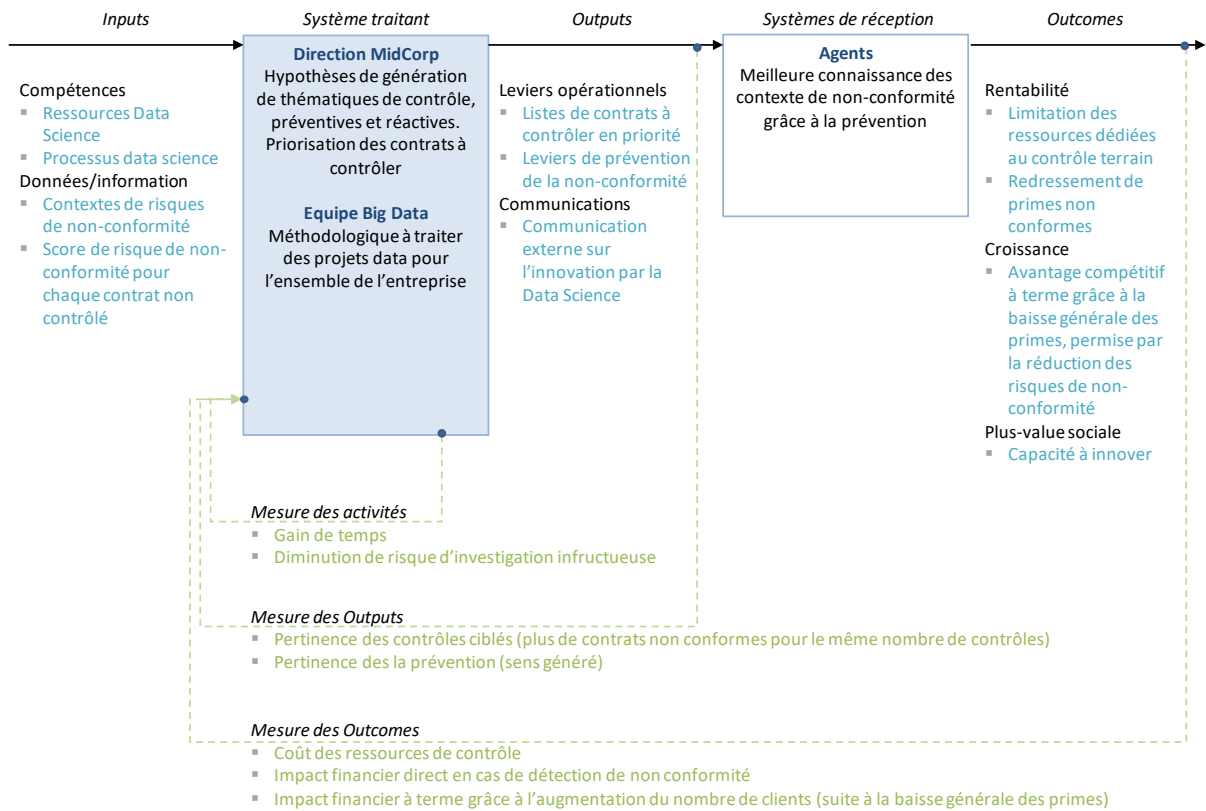 Inputs
Système traitant
Outputs
Systèmes de réception
Outcomes
Compétences
▪ Ressources Data
Science
▪ Processus data science
Données/information
▪ Contextes de risques
de non-conformité
▪ Score de risque de non-
conformité pour
chaque contrat non
contrôlé
Direction MidCorp
Hypothèses de génération
de thématiques de contrôle,
préventives et réactives.
Priorisation des contrats à
contrôler
Equipe Big Data
Méthodologique à traiter
des projets data pour
l'ensemble de l'entreprise
Leviers opérationnels
▪ Listes de contrats à
contrôler en priorité
▪ Leviers de prévention
de la non-conformité
Communications
▪ Communication
externe sur
l'innovation par la
Data Science
Agents
Meilleure connaissance des
contexte de non-conformité
grâce à la prévention
Rentabilité
▪ Limitation des
ressources dédiées
au contrôle terrain
▪ Redressement de
primes non
conformes
Croissance
▪ Avantage compétitif
à terme grâce à la
baisse générale des
primes, permise par
la réduction des
risques de non-
conformité
Plus-value sociale
▪ Capacité à innover
Mesure des activités
▪ Gain de temps
▪ Diminution de risque d'investigation infructueuse
Mesure des Outputs
▪ Pertinence des contrôles ciblés (plus de contrats non conformes pour le même nombre de contrôles)
▪ Pertinence des la prévention (sens généré)
Mesure des Outcomes
▪ Coût des ressources de contrôle
▪ Impact financier direct en cas de détection de non conformité
▪ Impact financier à terme grâce à l'augmentation du nombre de clients (suite à la baisse général des primes)